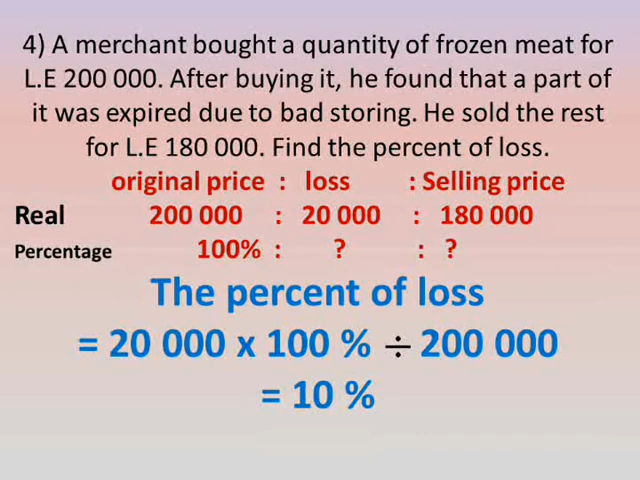 4) A merchant bought a quantity of frozen meat for
L.E 200 000. After buying it, he found that a part of
it was expired due to bad storing. He sold the rest
for L.E 180 000. Find the percent of loss.
original price : loss : Selling price
Real 200 000 : 20 000 : 180 000
Percentage 100% : ? : ?
The percent of loss
= 20 000 x 100 % ÷ 200 000
= 10 %